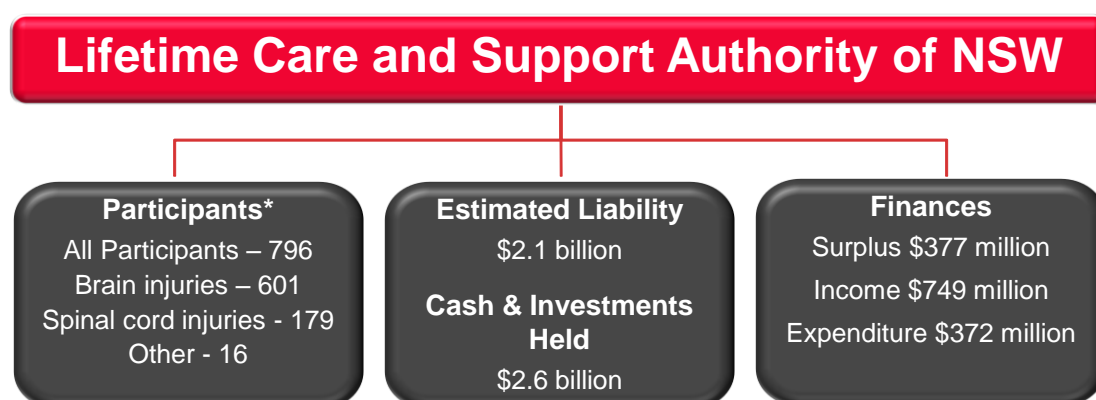 Lifetime Care and Support Authority of NSW
Participants*
All Participants – 796
Brain injuries – 601
Spinal cord injuries - 179
Other - 16
Estimated Liability
$2.1 billion
Cash & Investments
Held
$2.6 billion
Finances
Surplus $377 million
Income $749 million
Expenditure $372 million